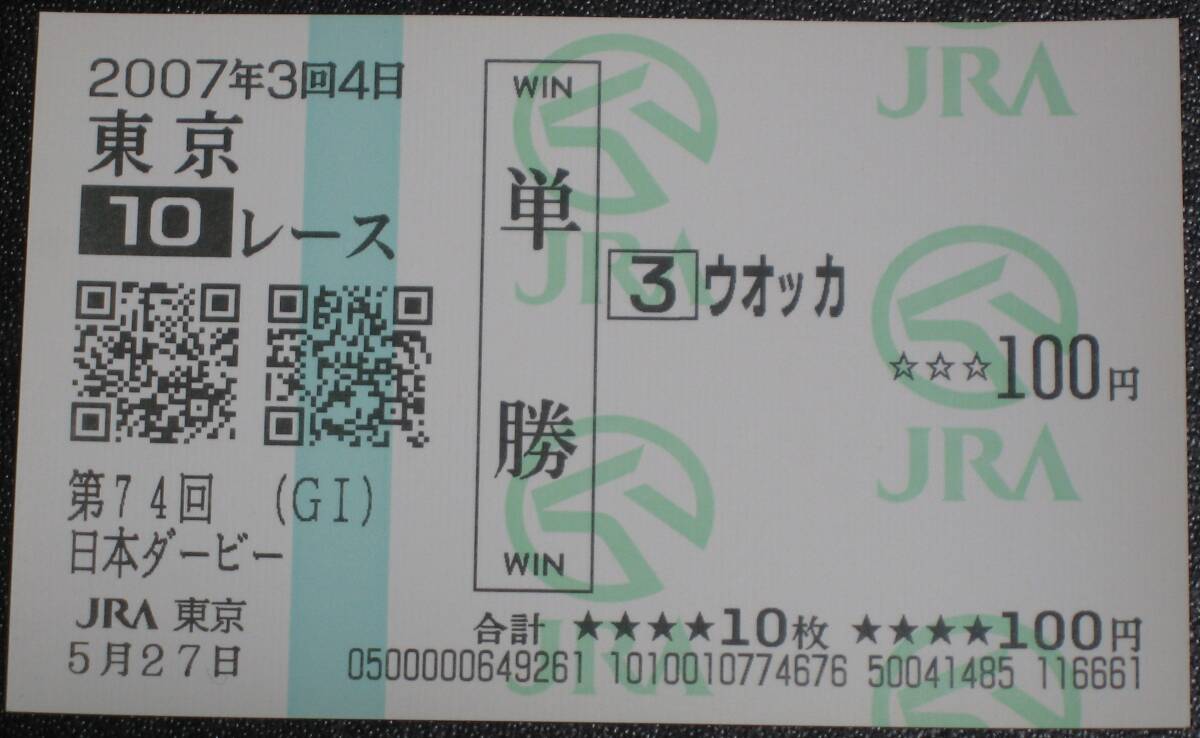 2007年3回4日
東京
10レース
第74回 (GI)
日本ダービー
JRA 東京
5月27日
WIN
単勝
WIN
3 ウオッカ
☆☆☆100円
合計 ★★★★10枚 ★★★★100円
0500000649261 1010010774676 50041485 116661
JRA
JRA
JRA